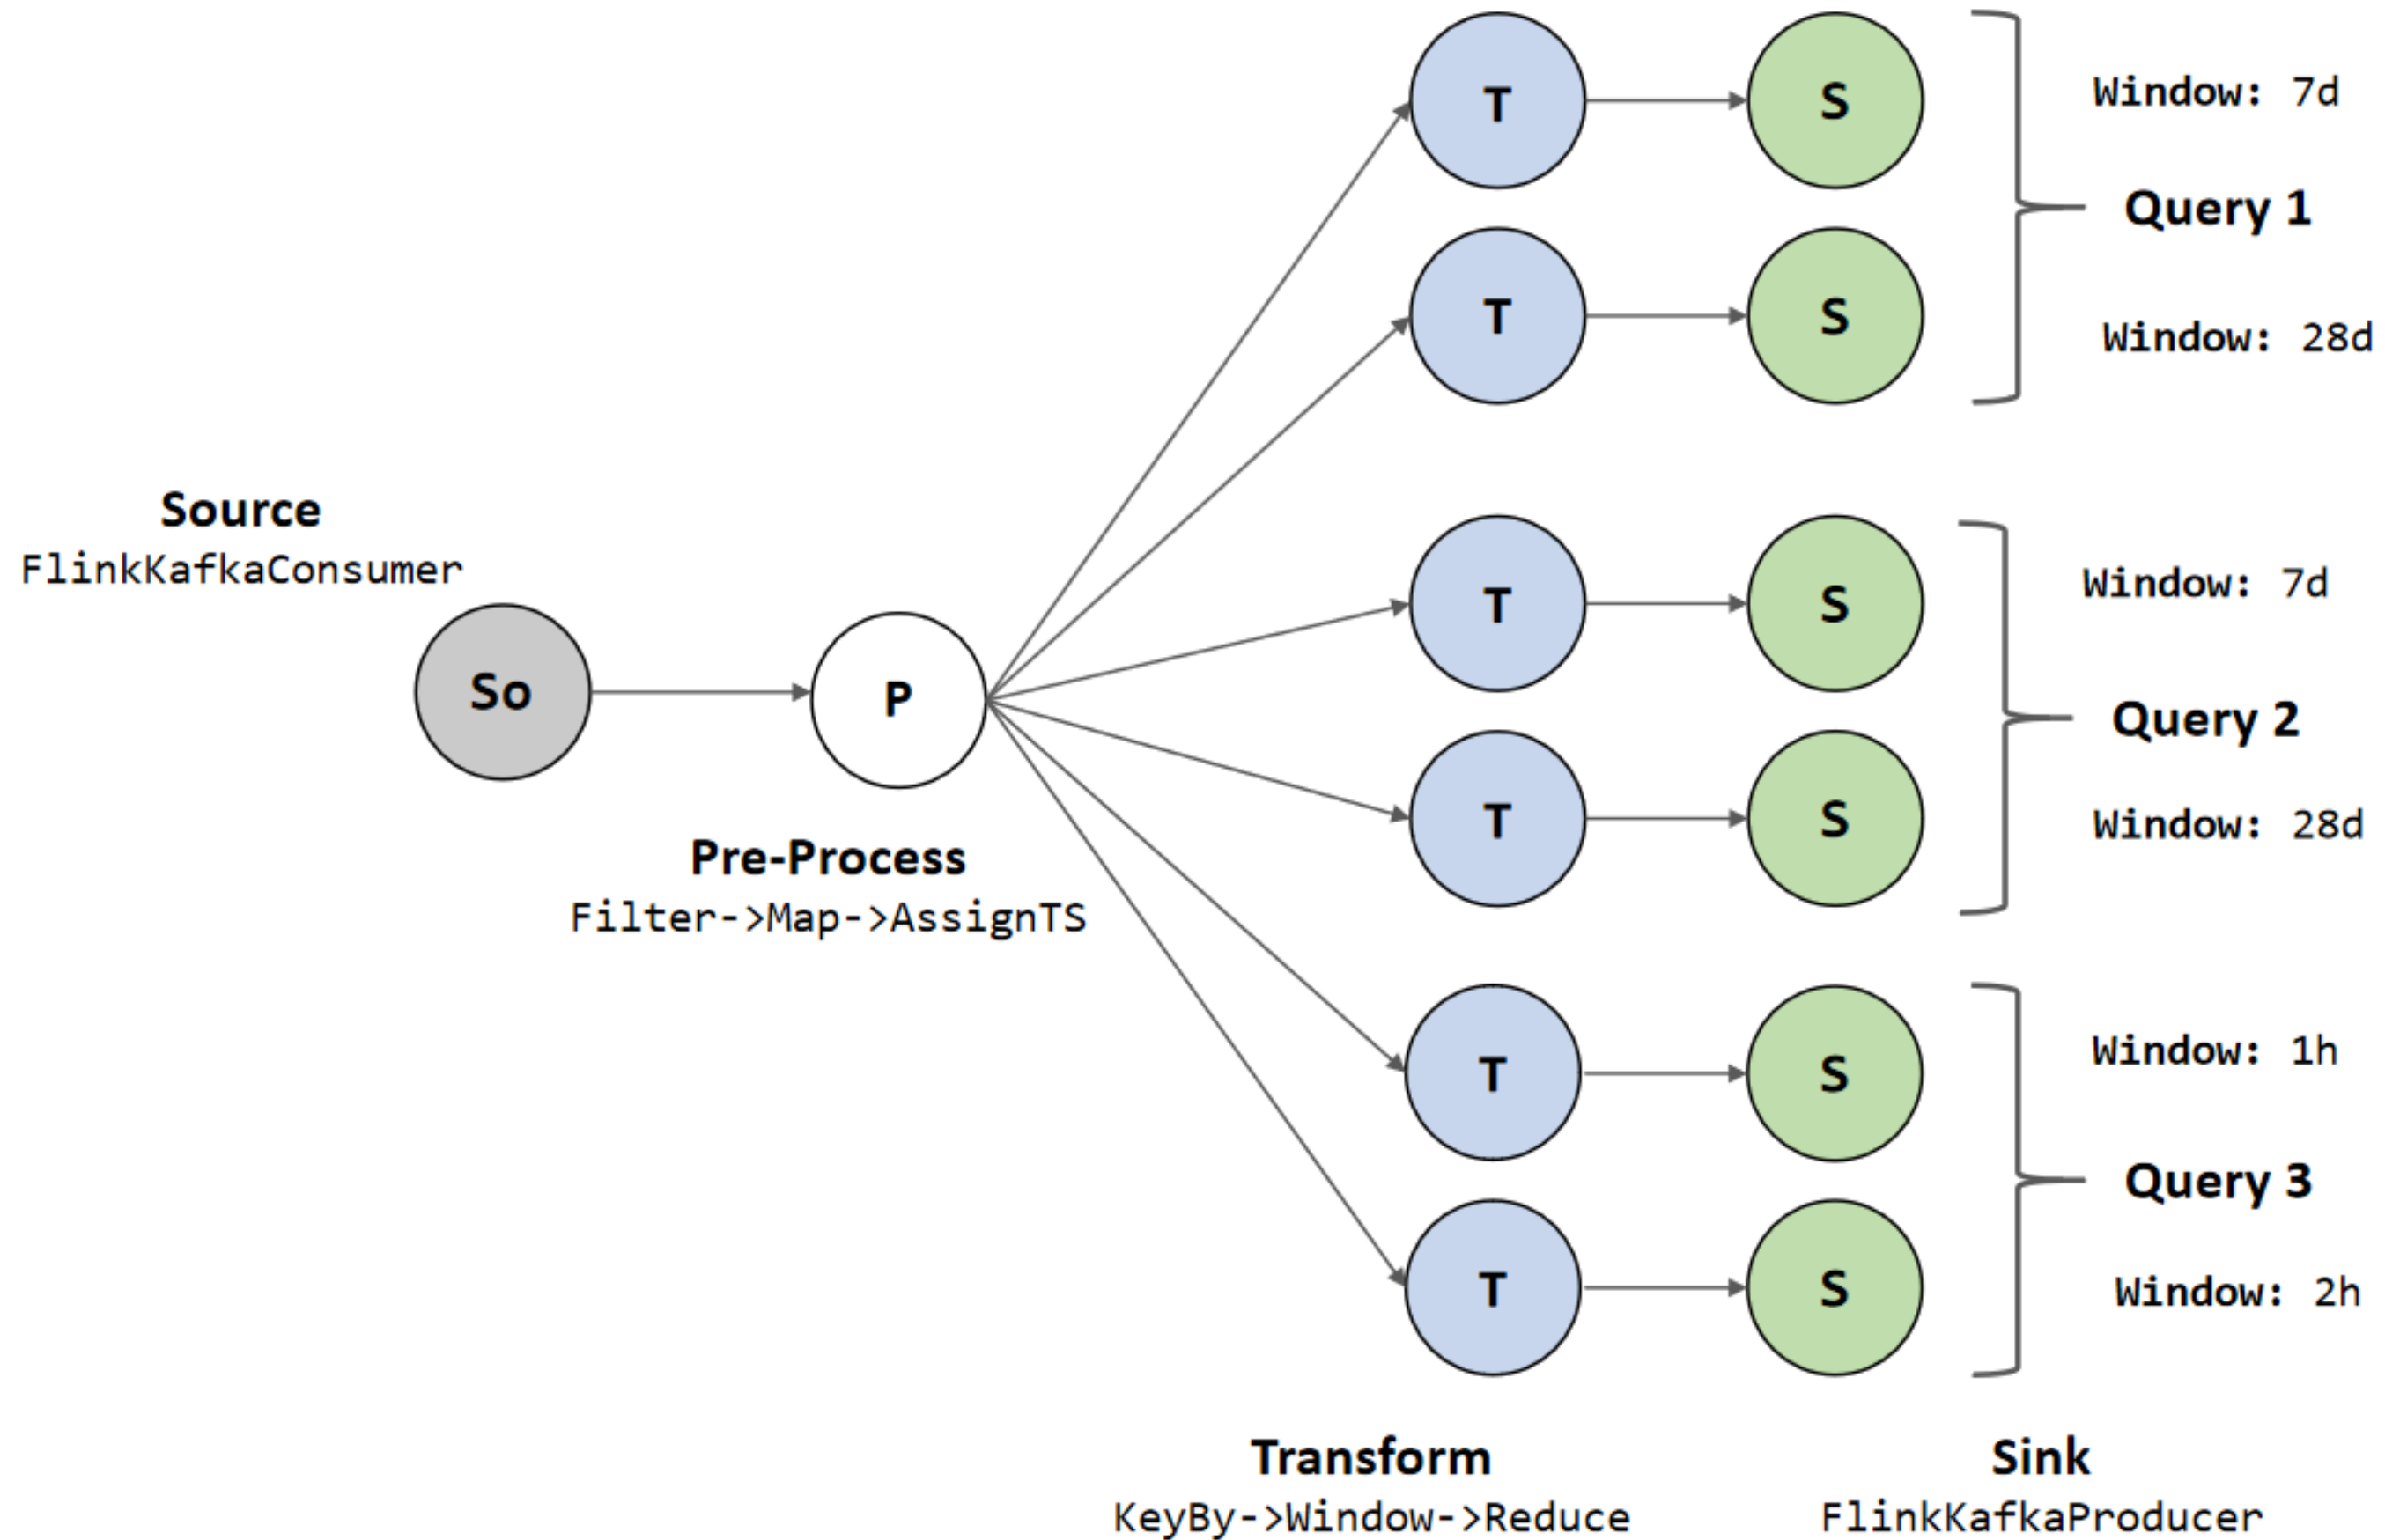 T
S
Window: 7d
Query 1
T
S
Window: 28d
Source
FlinkKafkaConsumer
So
P
Pre-Process
Filter->Map->AssignTS
T
S
Window: 7d
Query 2
T
S
Window: 28d
T
S
Window: 1h
Query 3
T
S
Window: 2h
Transform
KeyBy->Window->Reduce
Sink
FlinkKafkaProducer